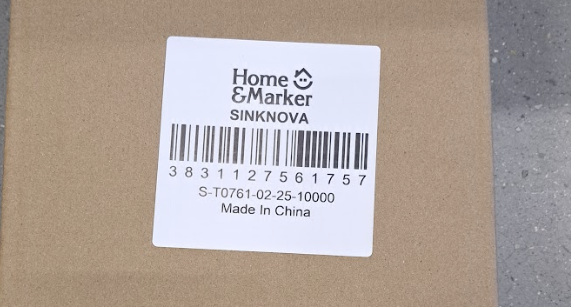 Home
&Marker
SINKNOVA
3831127561757
S-T0761-02-25-10000
Made In China